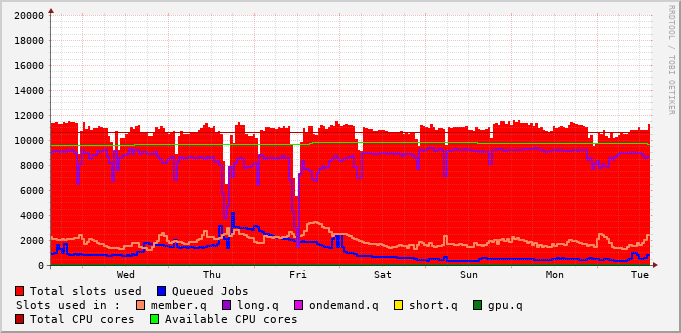 20000
18000
16000
14000
12000
10000
8000
6000
4000
2000
0
Wed Thu Fri Sat Sun Mon Tue
RRDTOOL / TOBI OETIKER
Total slots used Queued Jobs
Slots used in : member.q long.q ondemand.q short.q gpu.q
Total CPU cores Available CPU cores